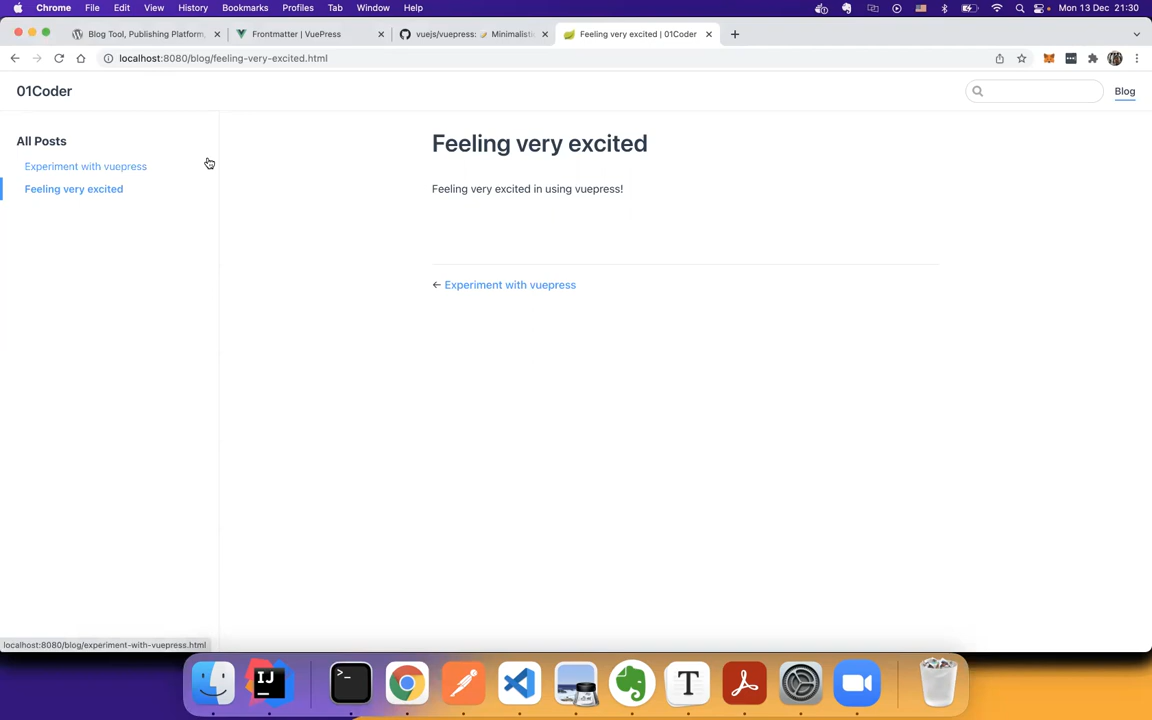 Chrome File Edit View History Bookmarks Profiles Tab Window Help Mon 13 Dec 21:30
Blog Tool, Publishing Platform, Frontmatter | VuePress vuejs/vuepress: Minimalistic Feeling very excited | 01Coder
localhost:8080/blog/feeling-very-excited.html
01Coder Blog
All Posts
Experiment with vuepress
Feeling very excited
Feeling very excited
Feeling very excited in using vuepress!
← Experiment with vuepress
localhost:8080/blog/experiment-with-vuepress.html
IJ
>_
T